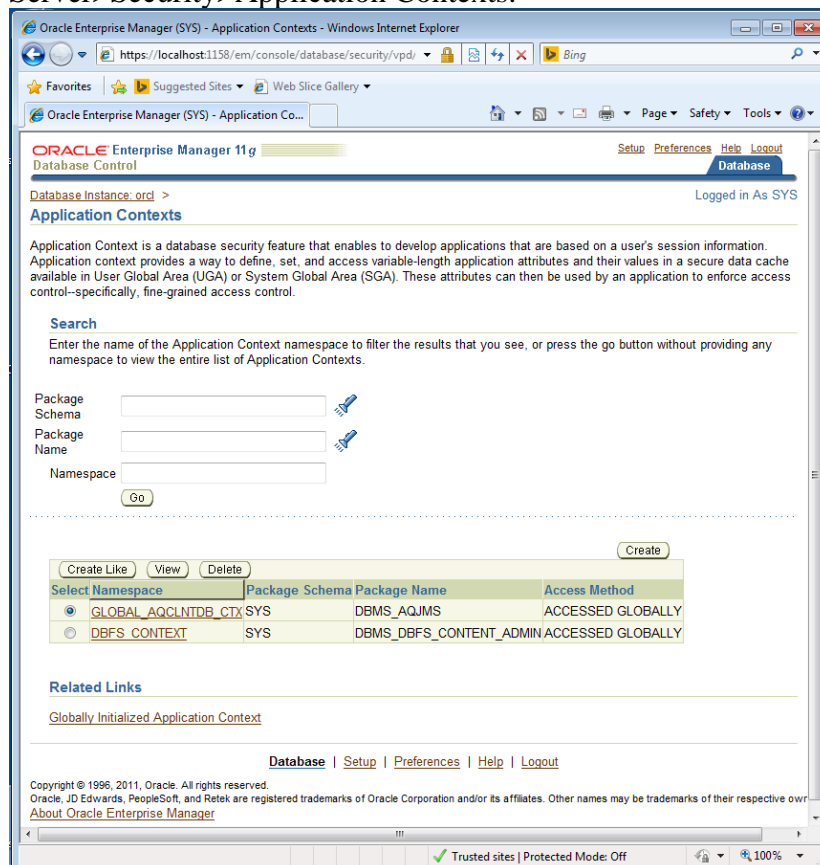 Server> Security> Application Contexts.
Oracle Enterprise Manager (SYS) - Application Contexts - Windows Internet Explorer
https://localhost:1158/em/console/database/security/vpd/
Bing
Favorites Suggested Sites Web Slice Gallery
Oracle Enterprise Manager (SYS) - Application Co...
Page Safety Tools
ORACLE Enterprise Manager 11g
Database Control
Setup Preferences Help Logout
Database
Database Instance: orcl >
Logged in As SYS
Application Contexts
Application Context is a database security feature that enables to develop applications that are based on a user's session information.
Application context provides a way to define, set, and access variable-length application attributes and their values in a secure data cache
available in User Global Area (UGA) or System Global Area (SGA). These attributes can then be used by an application to enforce access
control--specifically, fine-grained access control.
Search
Enter the name of the Application Context namespace to filter the results that you see, or press the go button without providing any
namespace to view the entire list of Application Contexts.
Package
Schema
Package
Name
Namespace
Go
Create
Create Like View Delete
Select Namespace Package Schema Package Name Access Method
GLOBAL_AQCLNTDB_CTX SYS DBMS_AQJMS ACCESSED GLOBALLY
DBFS_CONTEXT SYS DBMS_DBFS_CONTENT_ADMIN ACCESSED GLOBALLY
Related Links
Globally Initialized Application Context
Database | Setup | Preferences | Help | Logout
Copyright © 1996, 2011, Oracle. All rights reserved.
Oracle, JD Edwards, PeopleSoft, and Retek are registered trademarks of Oracle Corporation and/or its affiliates. Other names may be trademarks of their respective owr
About Oracle Enterprise Manager
Trusted sites | Protected Mode: Off
100%